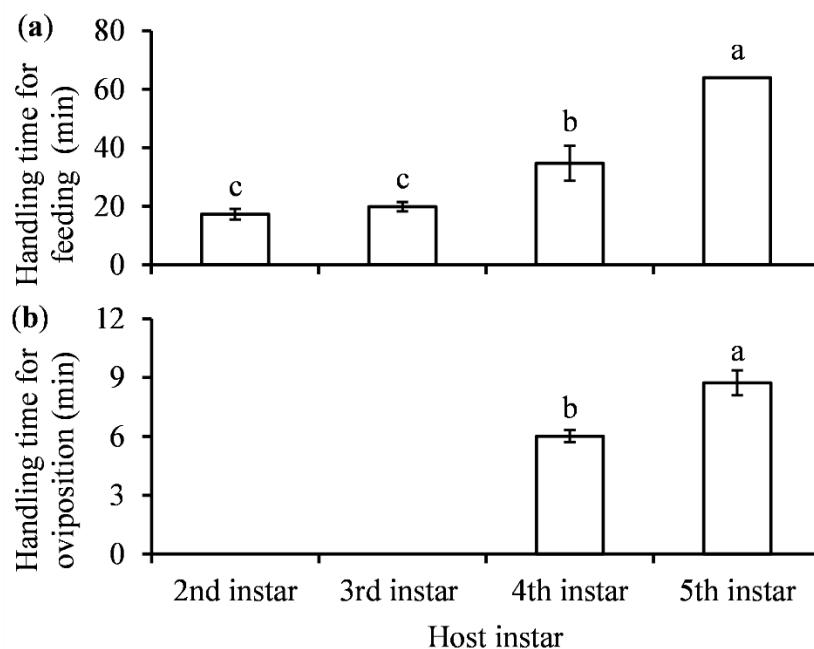 (a)
Handling time for
feeding (min)
80
60
40
20
0
c
c
b
a
(b)
Handling time for
oviposition (min)
12
9
6
3
0
b
a
2nd instar 3rd instar 4th instar 5th instar
Host instar